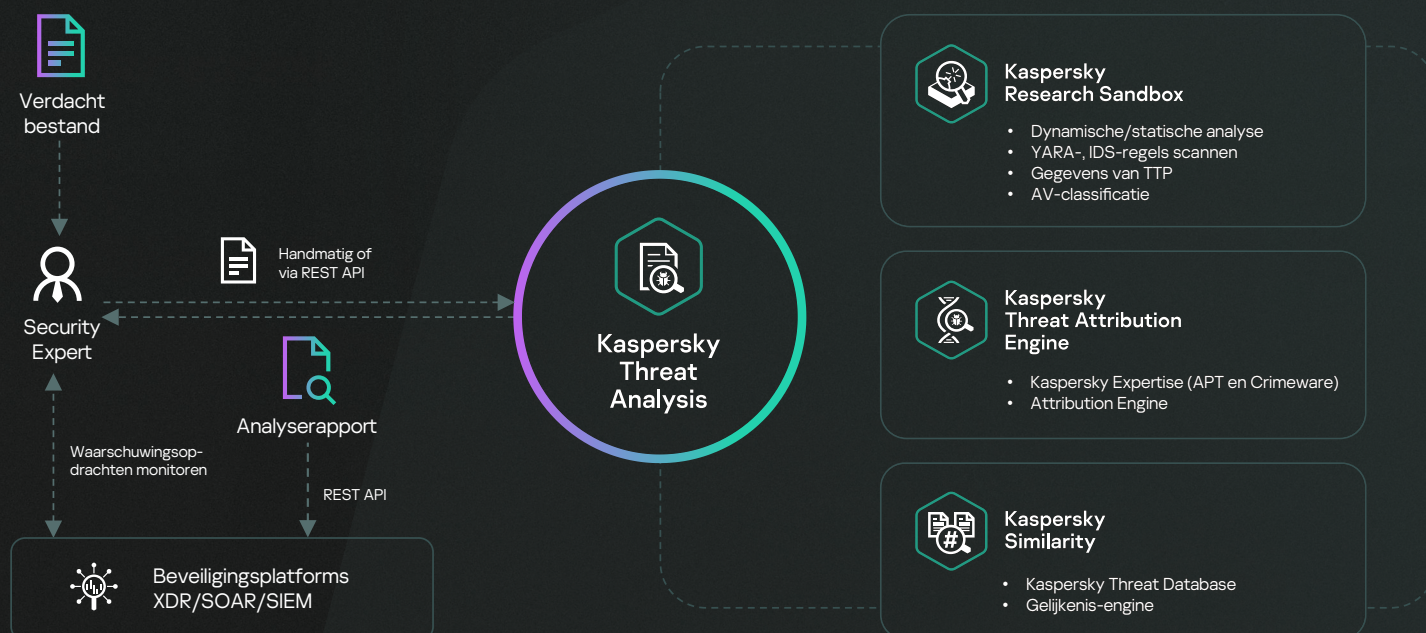 Verdacht
bestand
Security
Expert
Handmatig of
via REST API
Analyserapport
Waarschuwingsop-
drachten monitoren
REST API
Beveiligingsplatforms
XDR/SOAR/SIEM
Kaspersky
Threat
Analysis
Kaspersky
Research Sandbox
• Dynamische/statische analyse
• YARA-, IDS-regels scannen
• Gegevens van TTP
• AV-classificatie
Kaspersky
Threat Attribution
Engine
• Kaspersky Expertise (APT en Crimeware)
• Attribution Engine
#
Kaspersky
Similarity
• Kaspersky Threat Database
• Gelijkenis-engine